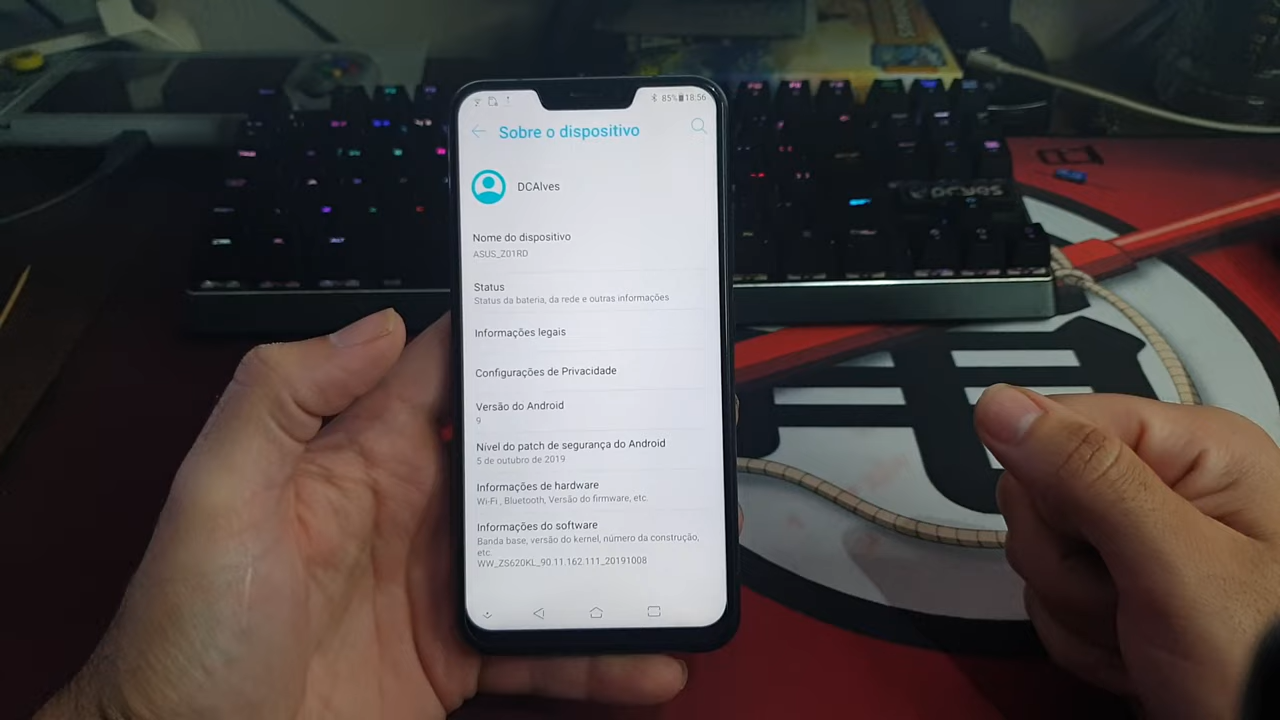 85% 18:56
Sobre o dispositivo
DCAlves
Nome do dispositivo
ASUS_Z01RD
Status
Status da bateria, da rede e outras informações
Informações legais
Configurações de Privacidade
Versão do Android
9
Nível do patch de segurança do Android
5 de outubro de 2019
Informações de hardware
Wi-Fi, Bluetooth, Versão do firmware, etc.
Informações do software
Banda base, versão do kernel, número da construção,
etc.
WW_ZS620KL_90.11.162.111_20191008